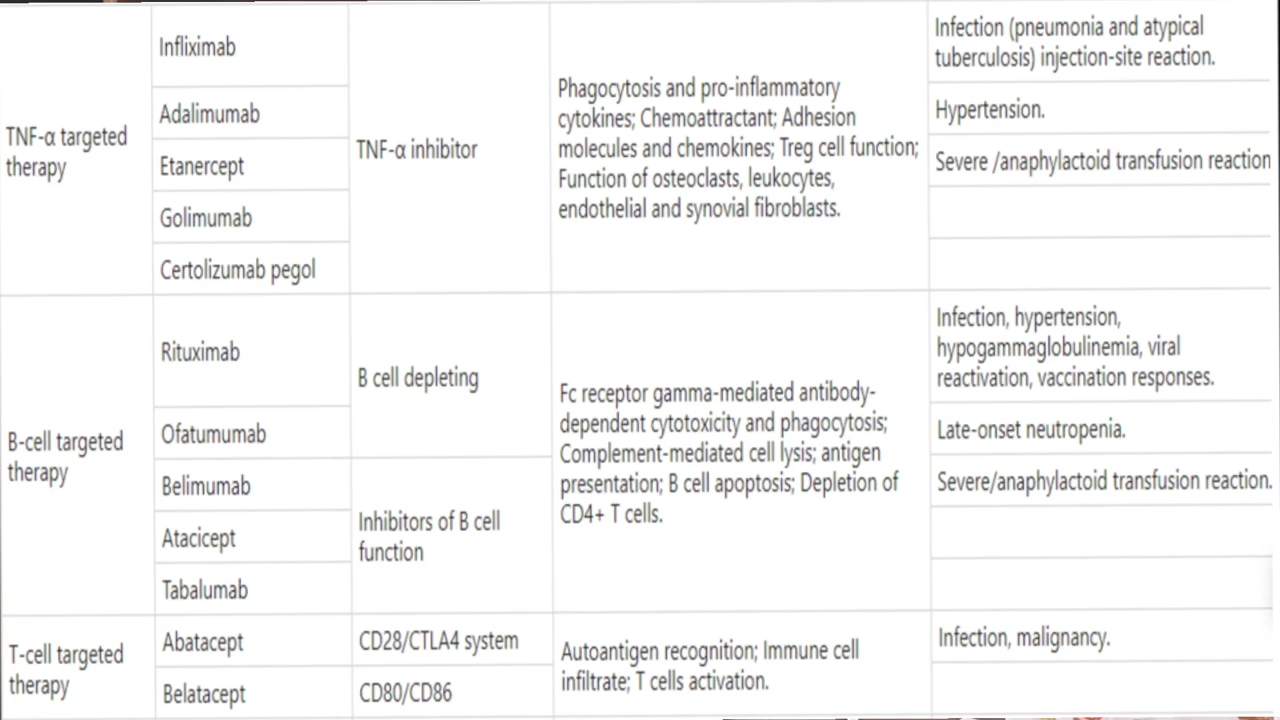 TNF-α targeted
therapy
Infliximab
Adalimumab
Etanercept
Golimumab
Certolizumab pegol
TNF-α inhibitor
Phagocytosis and pro-inflammatory
cytokines; Chemoattractant; Adhesion
molecules and chemokines; Treg cell function;
Function of osteoclasts, leukocytes,
endothelial and synovial fibroblasts.
Infection (pneumonia and atypical
tuberculosis) injection-site reaction.
Hypertension.
Severe /anaphylactoid transfusion reaction
B-cell targeted
therapy
Rituximab
Ofatumumab
Belimumab
Atacicept
Tabalumab
B cell depleting
Inhibitors of B cell
function
Fc receptor gamma-mediated antibody-
dependent cytotoxicity and phagocytosis;
Complement-mediated cell lysis; antigen
presentation; B cell apoptosis; Depletion of
CD4+ T cells.
Infection, hypertension,
hypogammaglobulinemia, viral
reactivation, vaccination responses.
Late-onset neutropenia.
Severe/anaphylactoid transfusion reaction.
T-cell targeted
therapy
Abatacept
Belatacept
CD28/CTLA4 system
CD80/CD86
Autoantigen recognition; Immune cell
infiltrate; T cells activation.
Infection, malignancy.